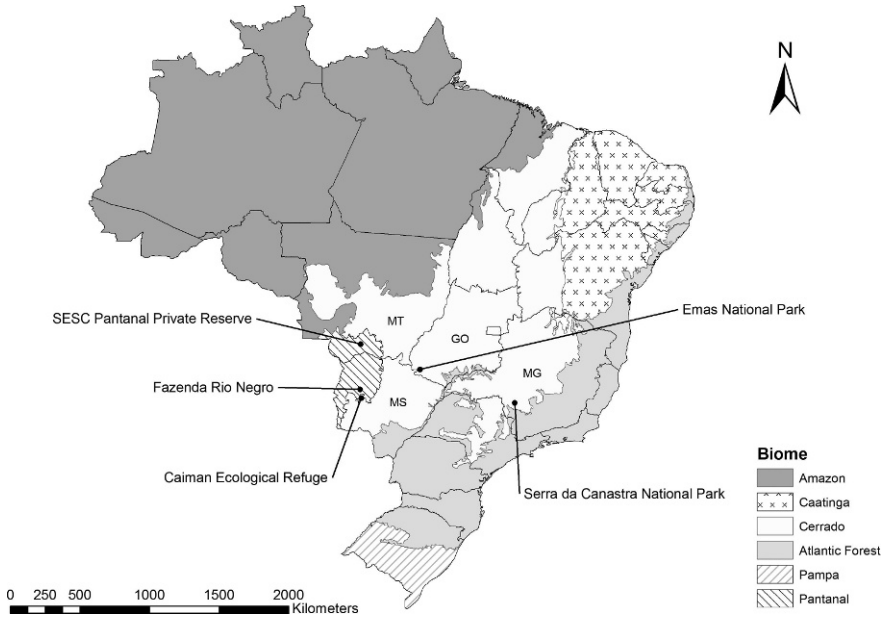 N
SESC Pantanal Private Reserve
MT
Emas National Park
GO
Fazenda Rio Negro
MG
MS
Caiman Ecological Refuge
Serra da Canastra National Park
Biome
Amazon
Caatinga
Cerrado
Atlantic Forest
Pampa
Pantanal
0 250 500 1000 1500 2000
Kilometers